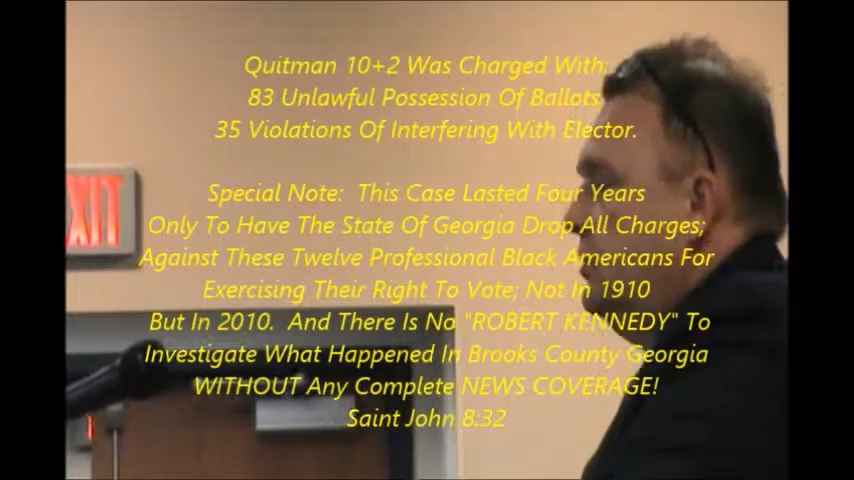 Quitman 10+2 Was Charged With:
83 Unlawful Possession Of Ballots.
35 Violations Of Interfering With Elector.
Special Note: This Case Lasted Four Years
Only To Have The State Of Georgia Drop All Charges;
Against These Twelve Professional Black Americans For
Exercising Their Right To Vote; Not In 1910
But In 2010. And There Is No "ROBERT KENNEDY" To
Investigate What Happened In Brooks County Georgia
WITHOUT Any Complete NEWS COVERAGE!
Saint John 8:32
XIT